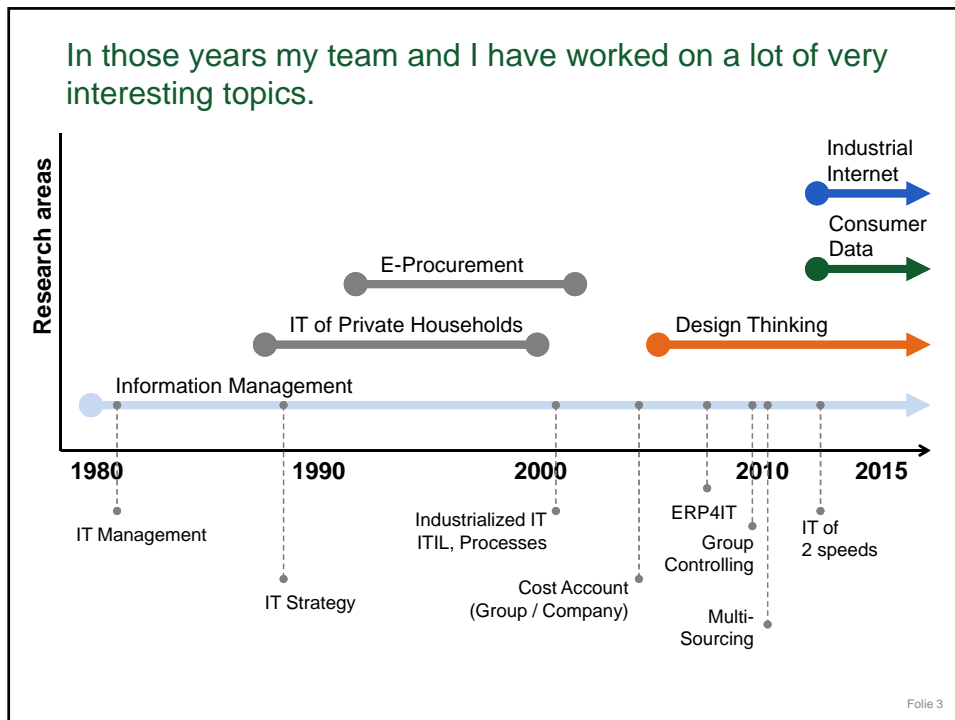 In those years my team and I have worked on a lot of very
interesting topics.
Research areas
Industrial
Internet
Consumer
Data
E-Procurement
IT of Private Households
Design Thinking
Information Management
1980
1990
2000
2010
2015
IT Management
IT Strategy
Industrialized IT
ITIL, Processes
Cost Account
(Group / Company)
ERP4IT
Group
Controlling
Multi-
Sourcing
IT of
2 speeds
Folie 3